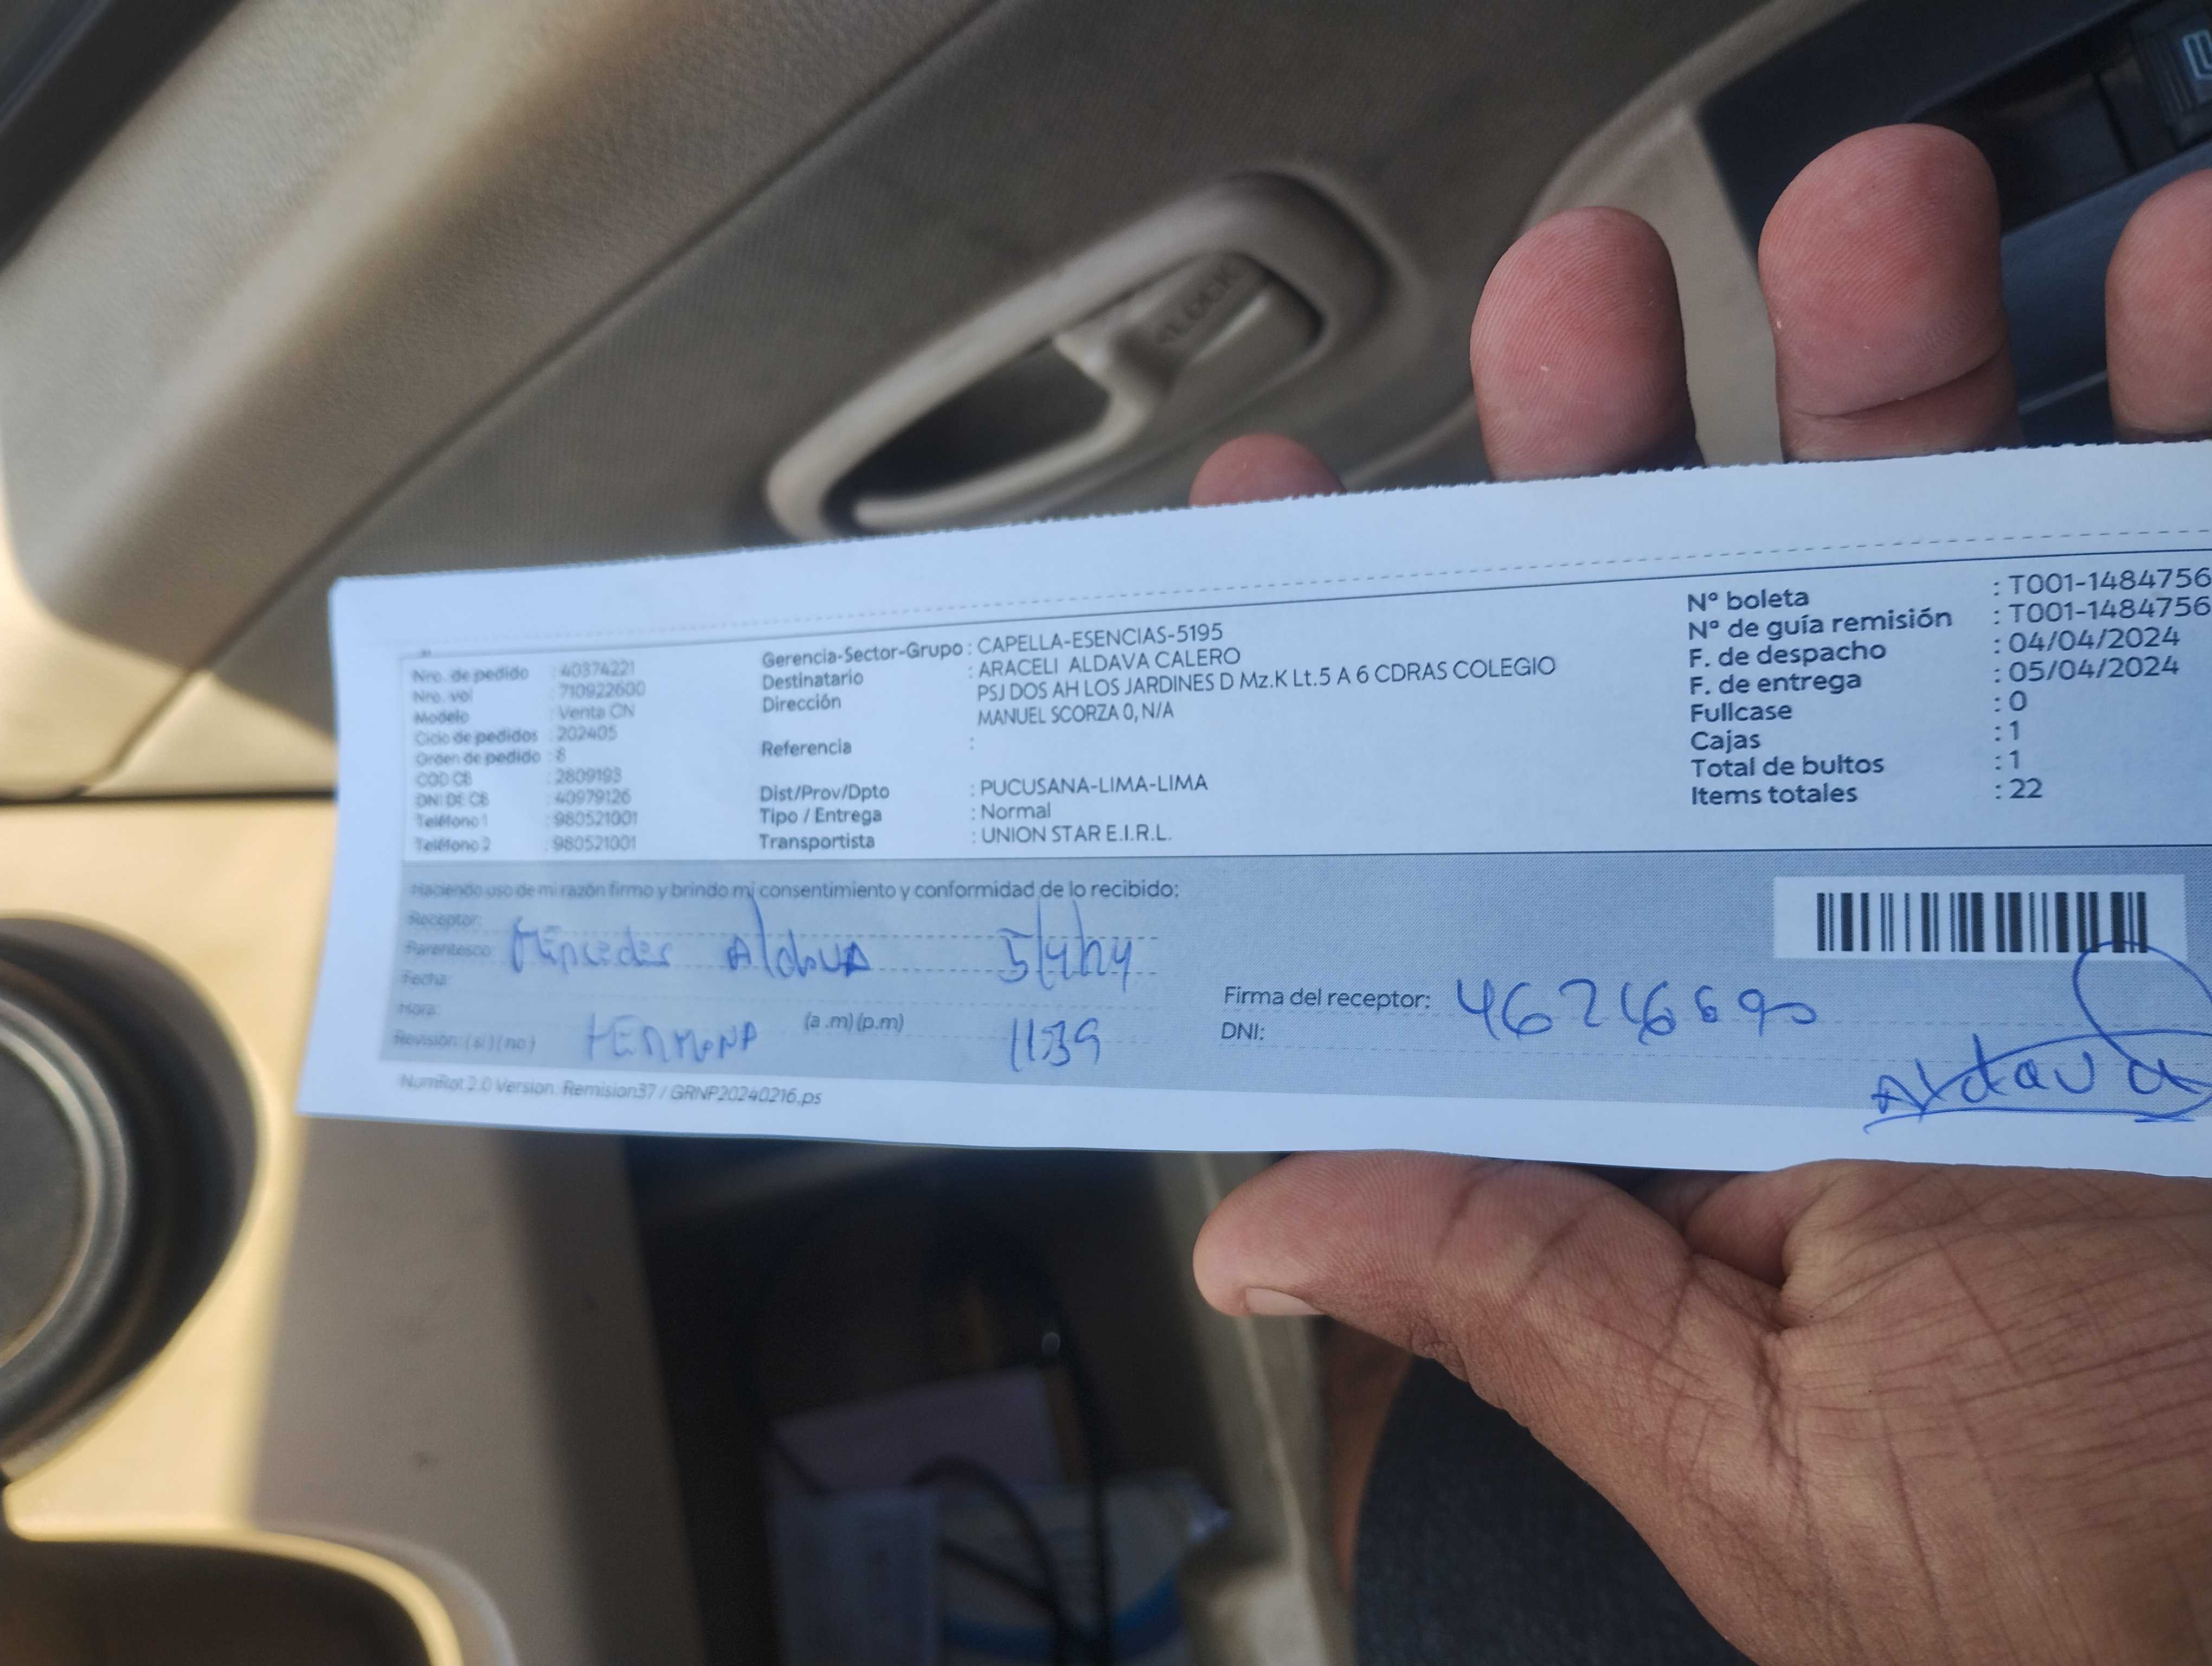 Nro. de pedido : 40374221
Nro. vol : 710922600
Modelo : Venta CN
Ciclo de pedidos : 202405
Orden de pedido : 8
COD CB : 2809193
DNI DE CB : 40979126
Teléfono 1 : 980521001
Teléfono 2 : 980521001
Gerencia-Sector-Grupo : CAPELLA-ESENCIAS-5195
Destinatario : ARACELI ALDAVA CALERO
Dirección PSJ DOS AH LOS JARDINES D Mz.K Lt.5 A 6 CDRAS COLEGIO
MANUEL SCORZA 0, N/A
Referencia :
Dist/Prov/Dpto : PUCUSANA-LIMA-LIMA
Tipo / Entrega : Normal
Transportista : UNION STAR E.I.R.L.
Nº boleta : T001-1484756
Nº de guía remisión : T001-1484756
F. de despacho : 04/04/2024
F. de entrega : 05/04/2024
Fullcase : 0
Cajas : 1
Total de bultos : 1
Items totales : 22
Haciendo uso de mi razón firmo y brindo mi consentimiento y conformidad de lo recibido:
Receptor:
Parentesco: Mercedes Aldava 5/4/24
Fecha:
Hora: (a .m) (p.m) 11:39
Revisión: ( si ) ( no ) HERMANA
Firma del receptor:
DNI:
Aldava
NumRot 2.0 Version: Remision37 / GRNP20240216.ps
LOCK